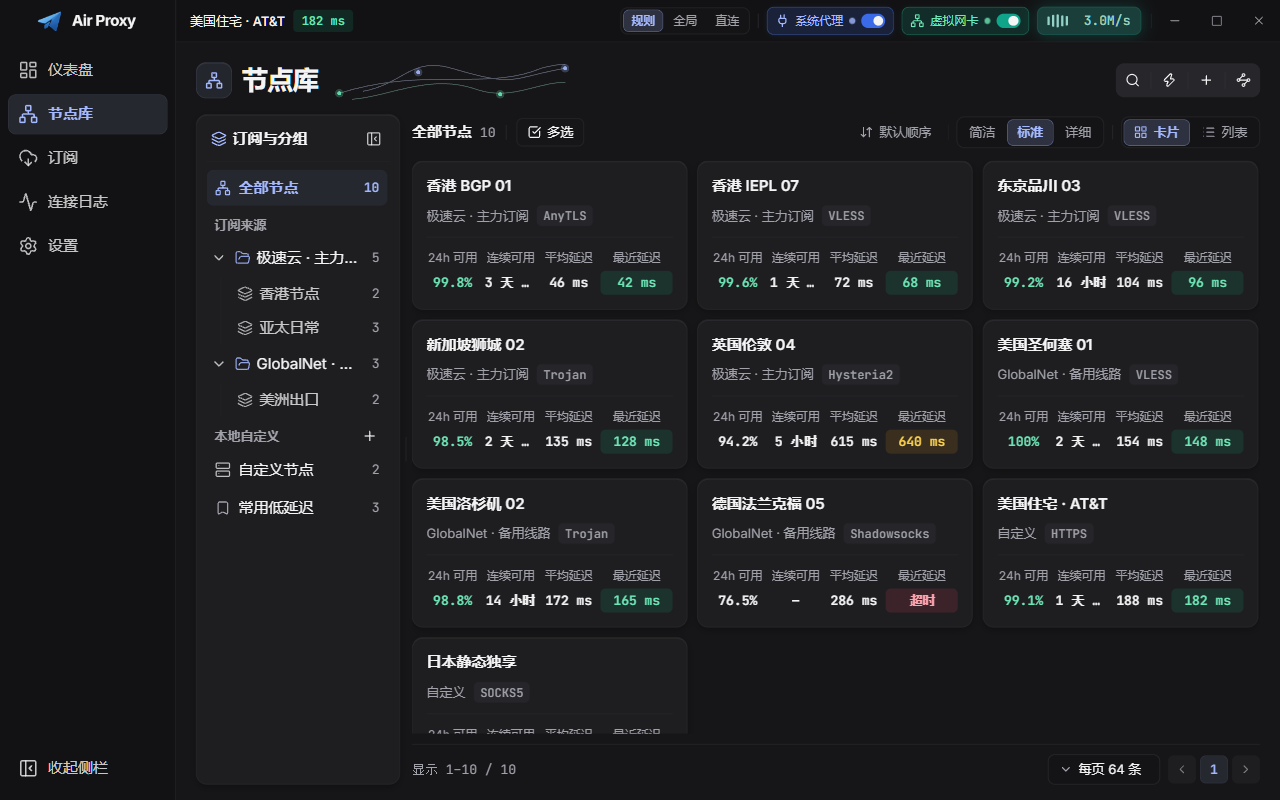 Air Proxy
美国住宅 · AT&T 182 ms
规则 全局 直连
系统代理
虚拟网卡
3.0M/s
仪表盘
节点库
订阅
连接日志
设置
收起侧栏
节点库
订阅与分组
全部节点 10
订阅来源
极速云 · 主力... 5
香港节点 2
亚太日常 3
GlobalNet · ... 3
美洲出口 2
本地自定义
自定义节点 2
常用低延迟 3
全部节点 10 多选
默认顺序 简洁 标准 详细 卡片 列表
香港 BGP 01
极速云 · 主力订阅 AnyTLS
24h 可用 连续可用 平均延迟 最近延迟
99.8% 3 天 … 46 ms 42 ms
香港 IEPL 07
极速云 · 主力订阅 VLESS
24h 可用 连续可用 平均延迟 最近延迟
99.6% 1 天 … 72 ms 68 ms
东京品川 03
极速云 · 主力订阅 VLESS
24h 可用 连续可用 平均延迟 最近延迟
99.2% 16 小时 104 ms 96 ms
新加坡狮城 02
极速云 · 主力订阅 Trojan
24h 可用 连续可用 平均延迟 最近延迟
98.5% 2 天 … 135 ms 128 ms
英国伦敦 04
极速云 · 主力订阅 Hysteria2
24h 可用 连续可用 平均延迟 最近延迟
94.2% 5 小时 615 ms 640 ms
美国圣何塞 01
GlobalNet · 备用线路 VLESS
24h 可用 连续可用 平均延迟 最近延迟
100% 2 天 … 154 ms 148 ms
美国洛杉矶 02
GlobalNet · 备用线路 Trojan
24h 可用 连续可用 平均延迟 最近延迟
98.8% 14 小时 172 ms 165 ms
德国法兰克福 05
GlobalNet · 备用线路 Shadowsocks
24h 可用 连续可用 平均延迟 最近延迟
76.5% — 286 ms 超时
美国住宅 · AT&T
自定义 HTTPS
24h 可用 连续可用 平均延迟 最近延迟
99.1% 1 天 … 188 ms 182 ms
日本静态独享
自定义 SOCKS5
24h 可用 连续可用 平均延迟 最近延迟
显示 1–10 / 10
每页 64 条
1